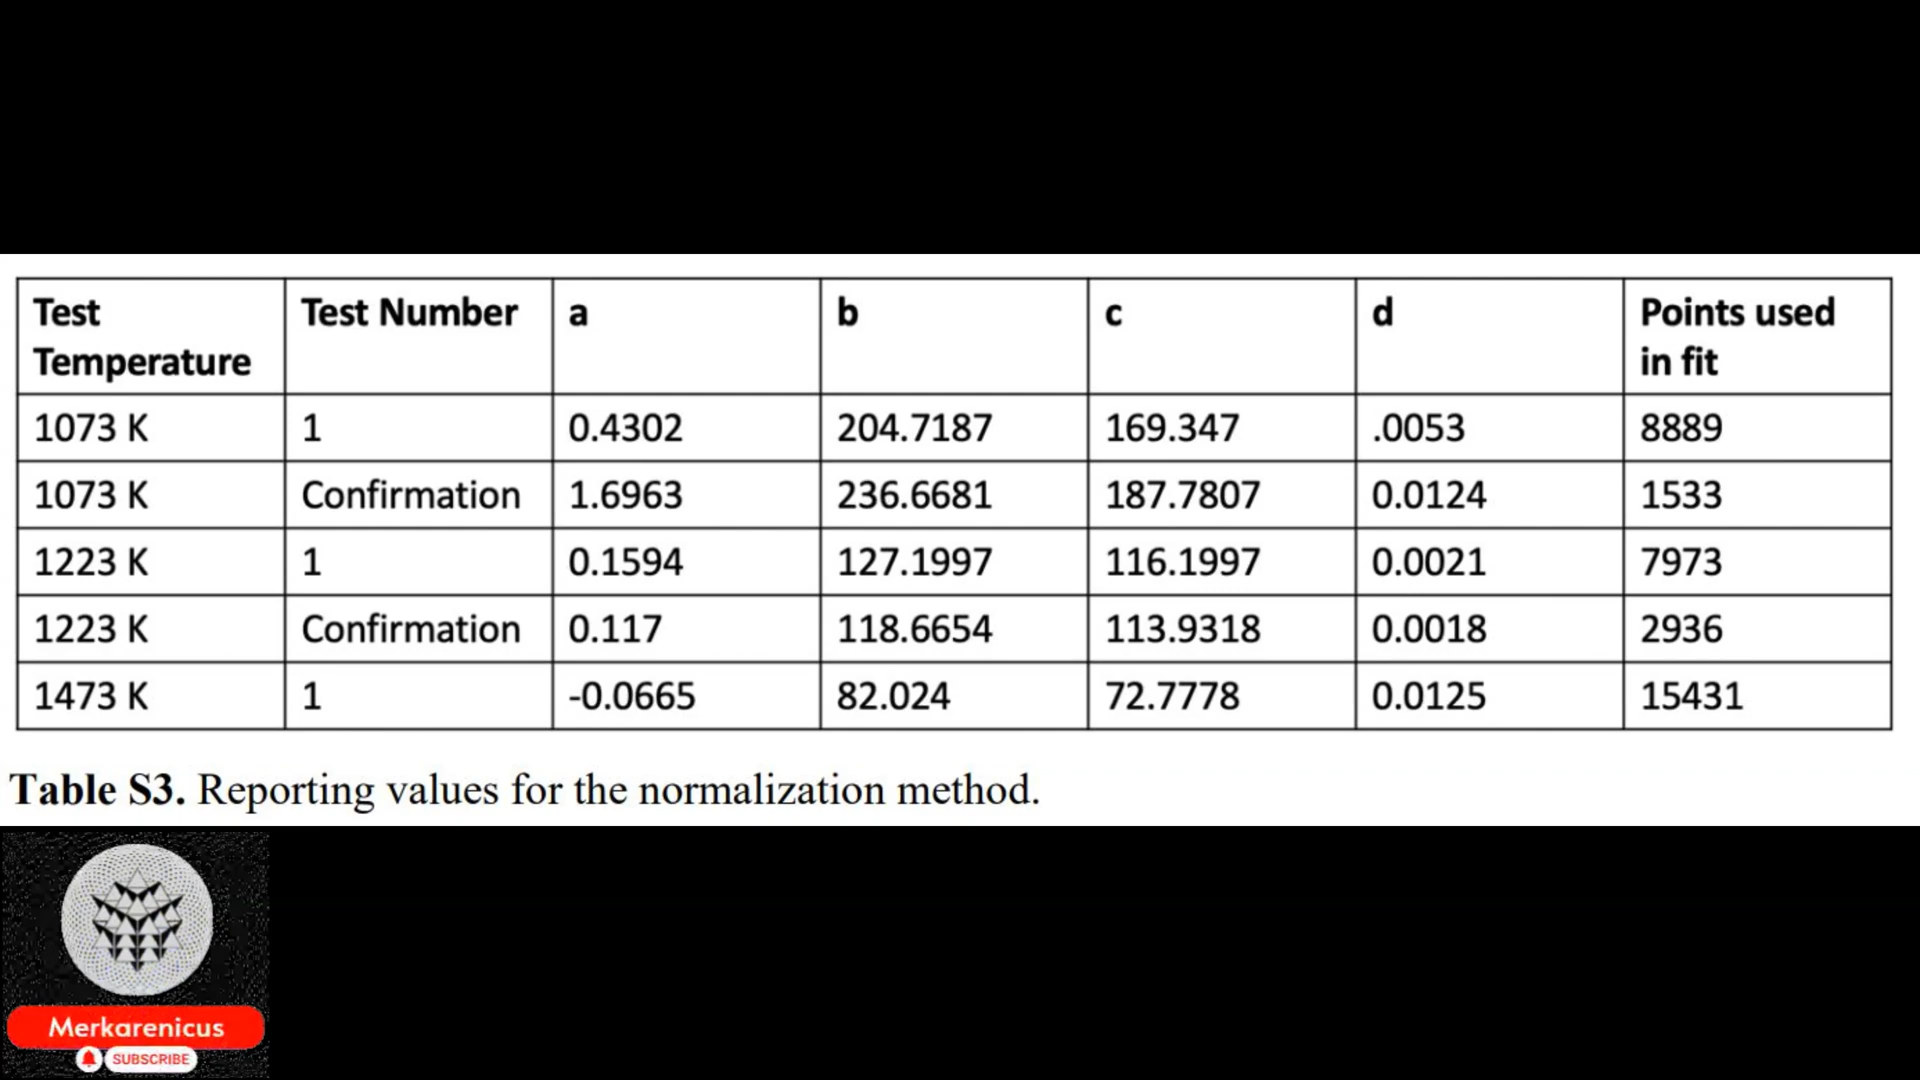 Test Temperature Test Number a b c d Points used in fit
1073 K 1 0.4302 204.7187 169.347 .0053 8889
1073 K Confirmation 1.6963 236.6681 187.7807 0.0124 1533
1223 K 1 0.1594 127.1997 116.1997 0.0021 7973
1223 K Confirmation 0.117 118.6654 113.9318 0.0018 2936
1473 K 1 -0.0665 82.024 72.7778 0.0125 15431
Table S3. Reporting values for the normalization method.
Merkarenicus
SUBSCRIBE